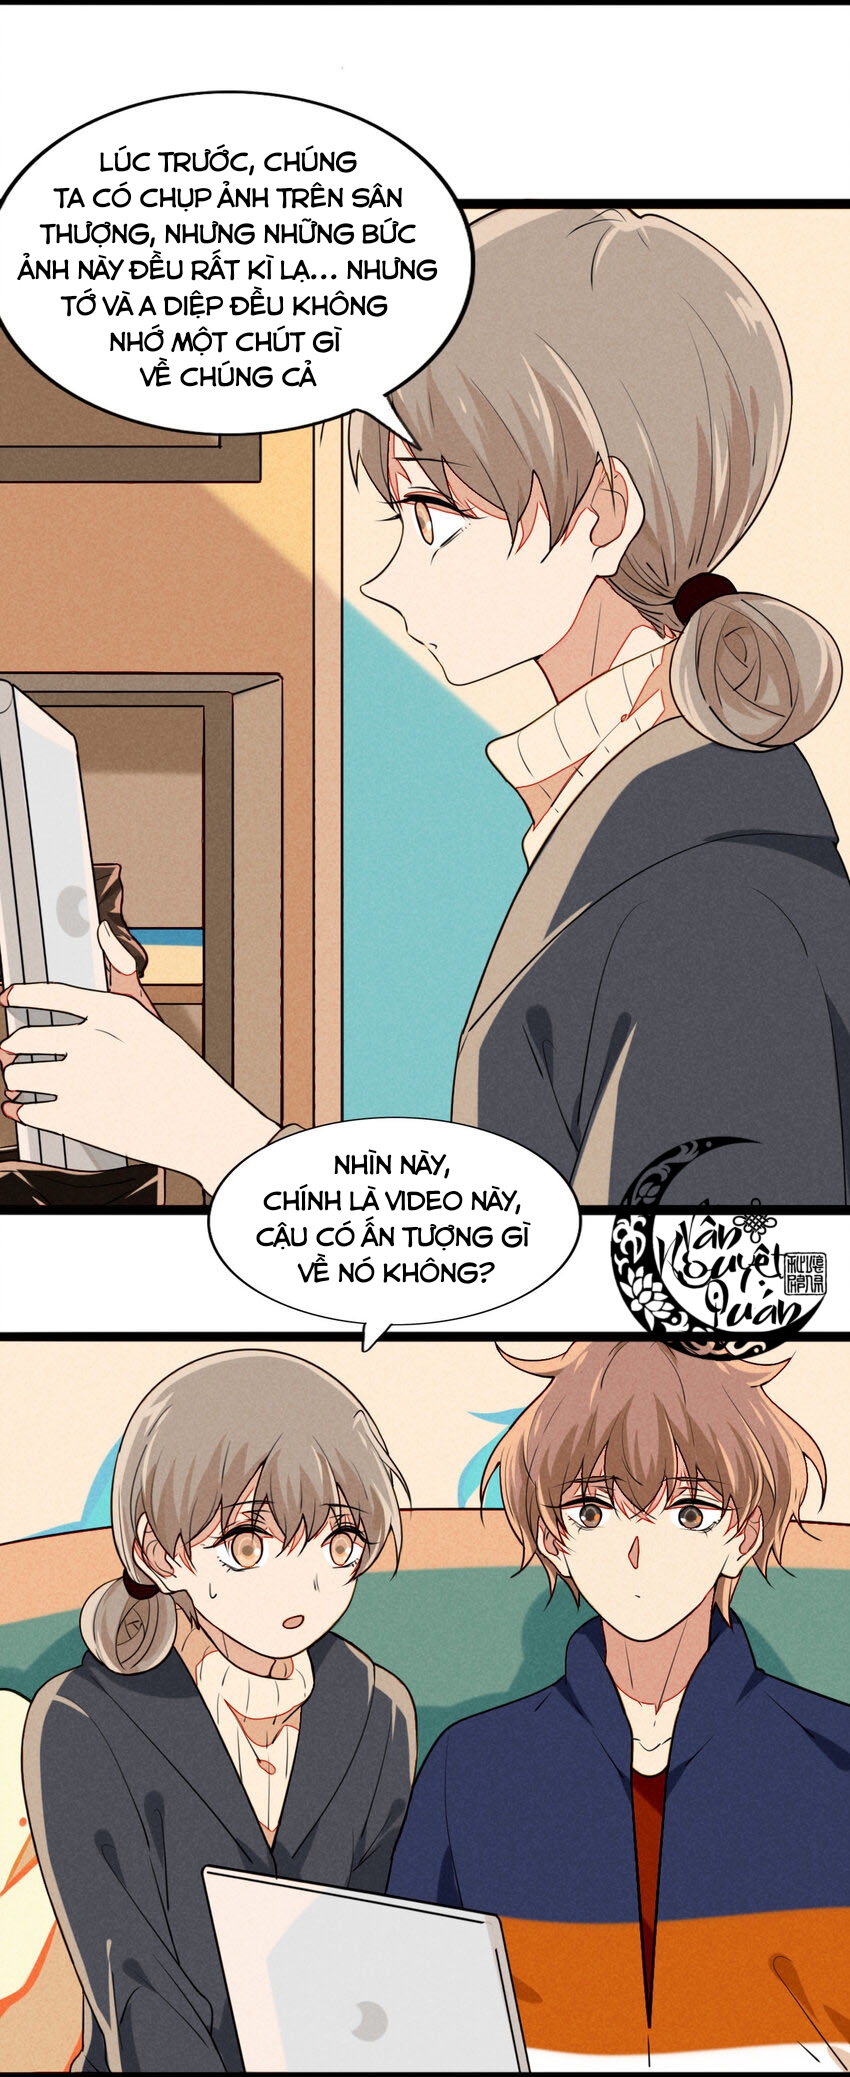 LÚC TRƯỚC, CHÚNG
TA CÓ CHỤP ẢNH TRÊN SÂN
THƯỢNG, NHƯNG NHỮNG BỨC
ẢNH NÀY ĐỀU RẤT KÌ LẠ... NHƯNG
TỚ VÀ A DIỆP ĐỀU KHÔNG
NHỚ MỘT CHÚT GÌ
VỀ CHÚNG CẢ
NHÌN NÀY,
CHÍNH LÀ VIDEO NÀY,
CẬU CÓ ẤN TƯỢNG GÌ
VỀ NÓ KHÔNG?
Vân
Nguyệt
Quán